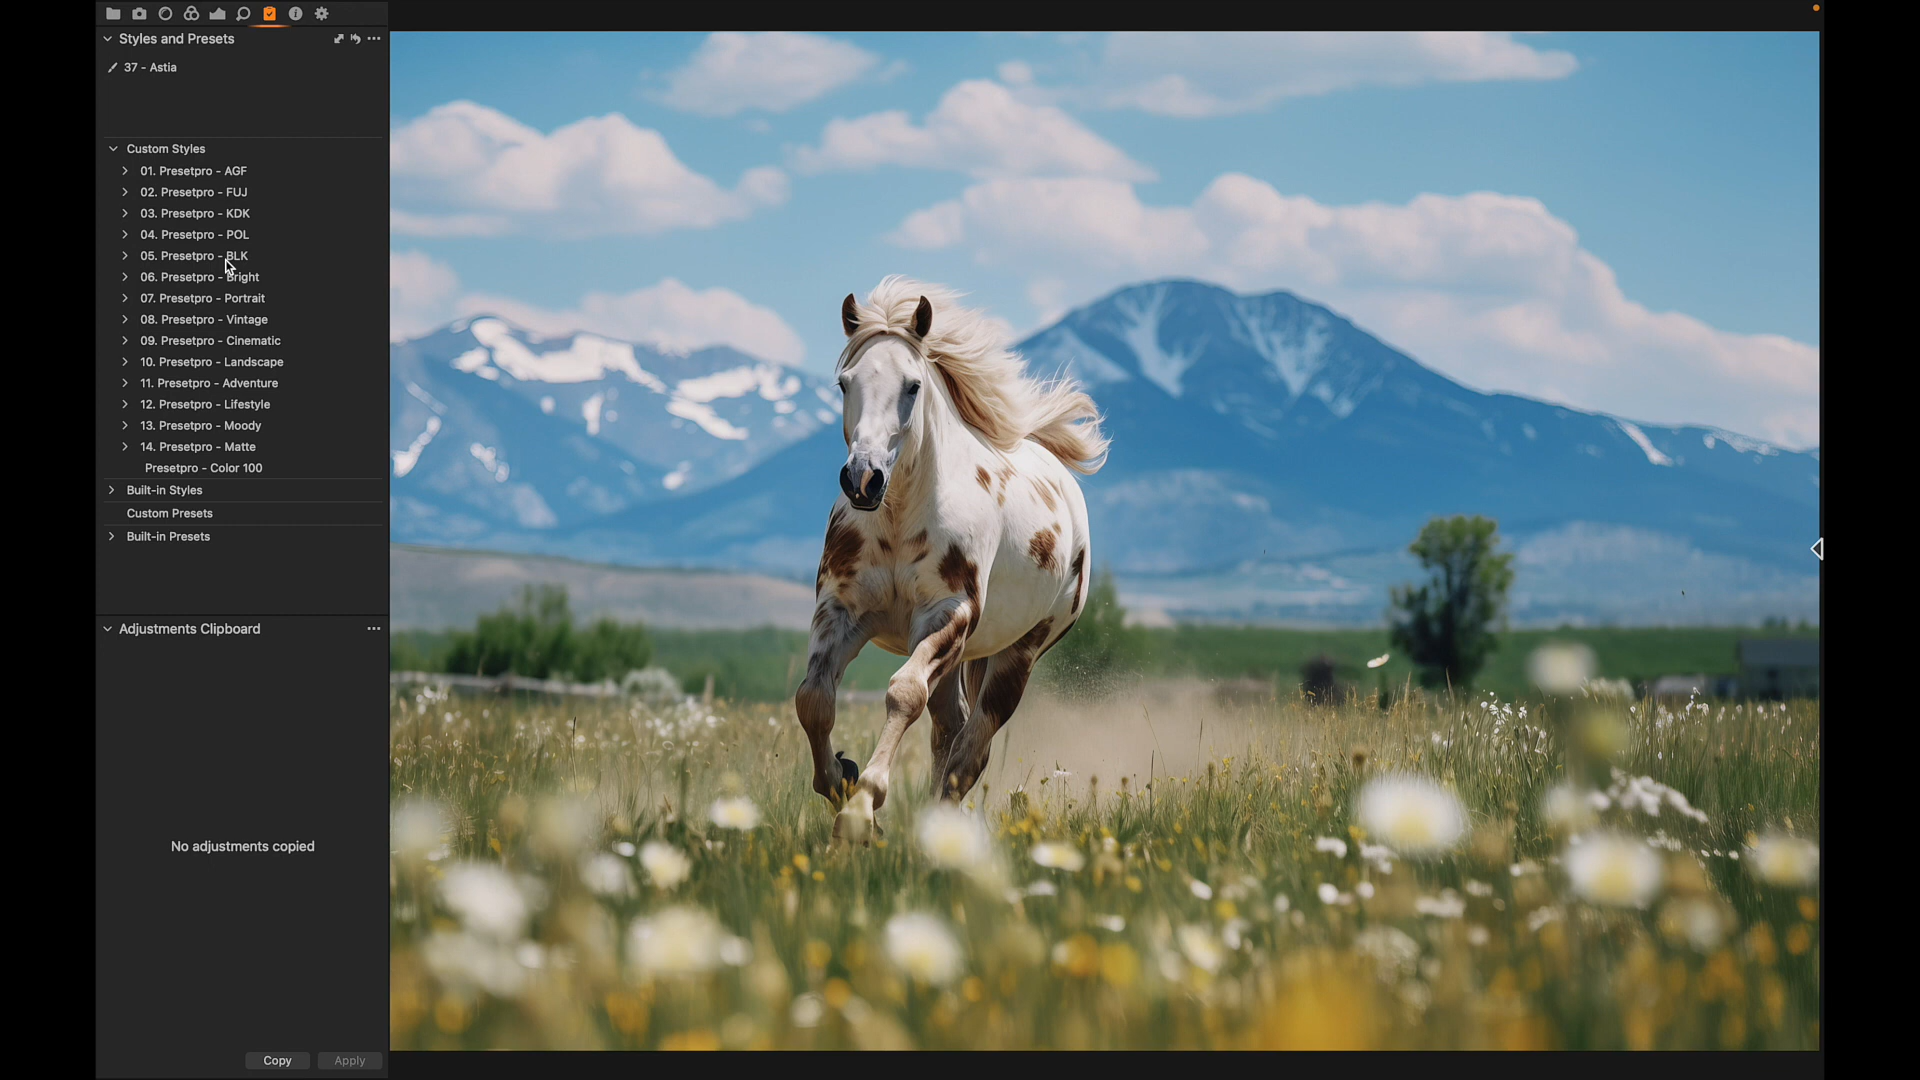 Styles and Presets
37 - Astia
Custom Styles
01. Presetpro - AGF
02. Presetpro - FUJ
03. Presetpro - KDK
04. Presetpro - POL
05. Presetpro - BLK
06. Presetpro - Bright
07. Presetpro - Portrait
08. Presetpro - Vintage
09. Presetpro - Cinematic
10. Presetpro - Landscape
11. Presetpro - Adventure
12. Presetpro - Lifestyle
13. Presetpro - Moody
14. Presetpro - Matte
Presetpro - Color 100
Built-in Styles
Custom Presets
Built-in Presets
Adjustments Clipboard
No adjustments copied
Copy Apply